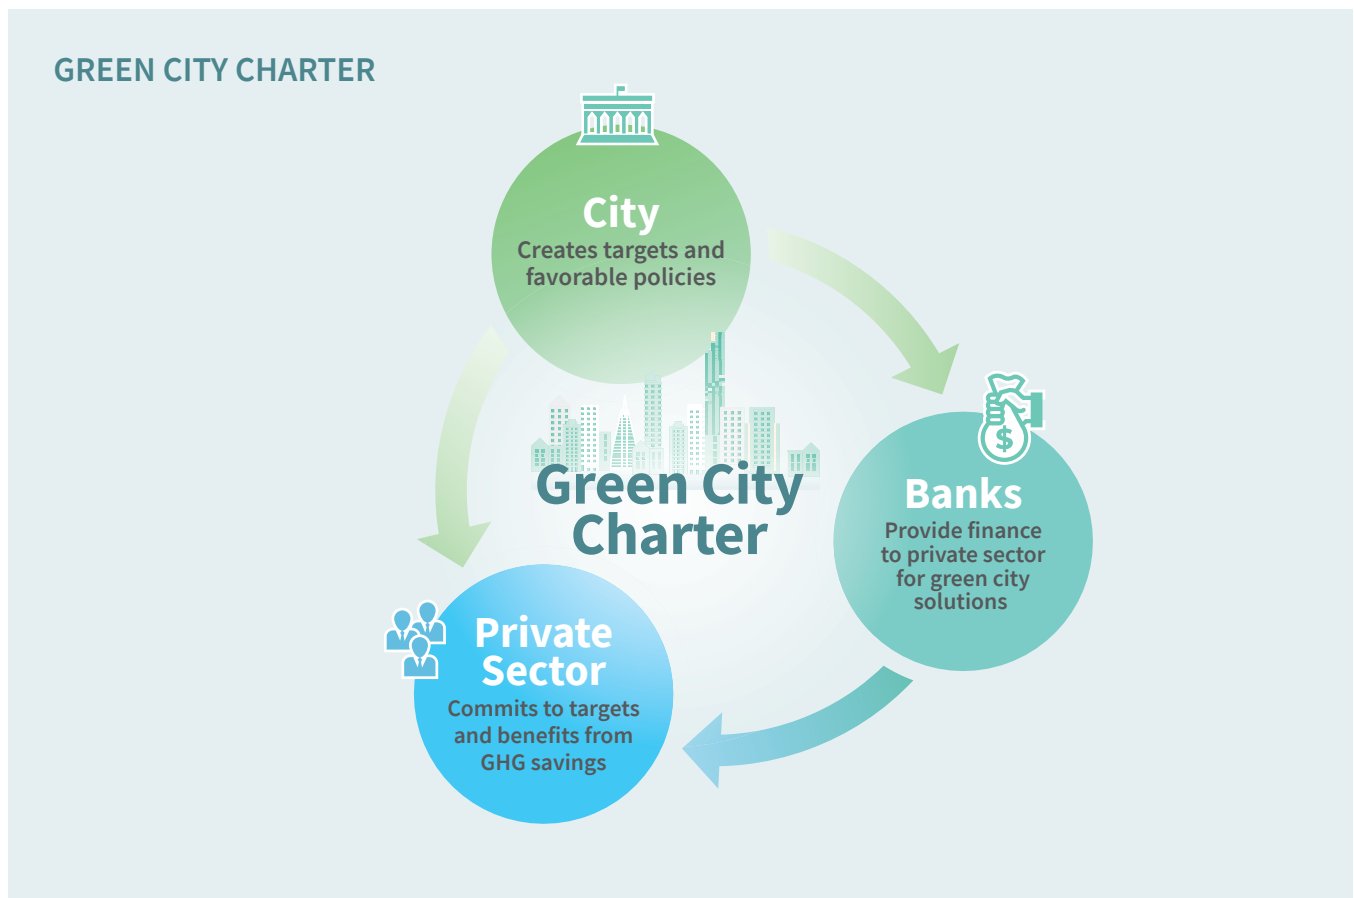 GREEN CITY CHARTER
City
Creates targets and
favorable policies
Green City
Charter
$
Banks
Provide finance
to private sector
for green city
solutions
Private
Sector
Commits to targets
and benefits from
GHG savings